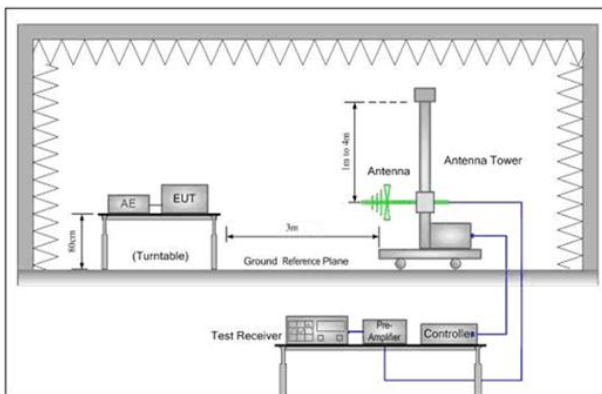 1m to 4m
Antenna
Antenna Tower
AE
EUT
80cm
(Turntable)
3m
Ground Reference Plane
Test Receiver
Pre-
Amplifier
Controller